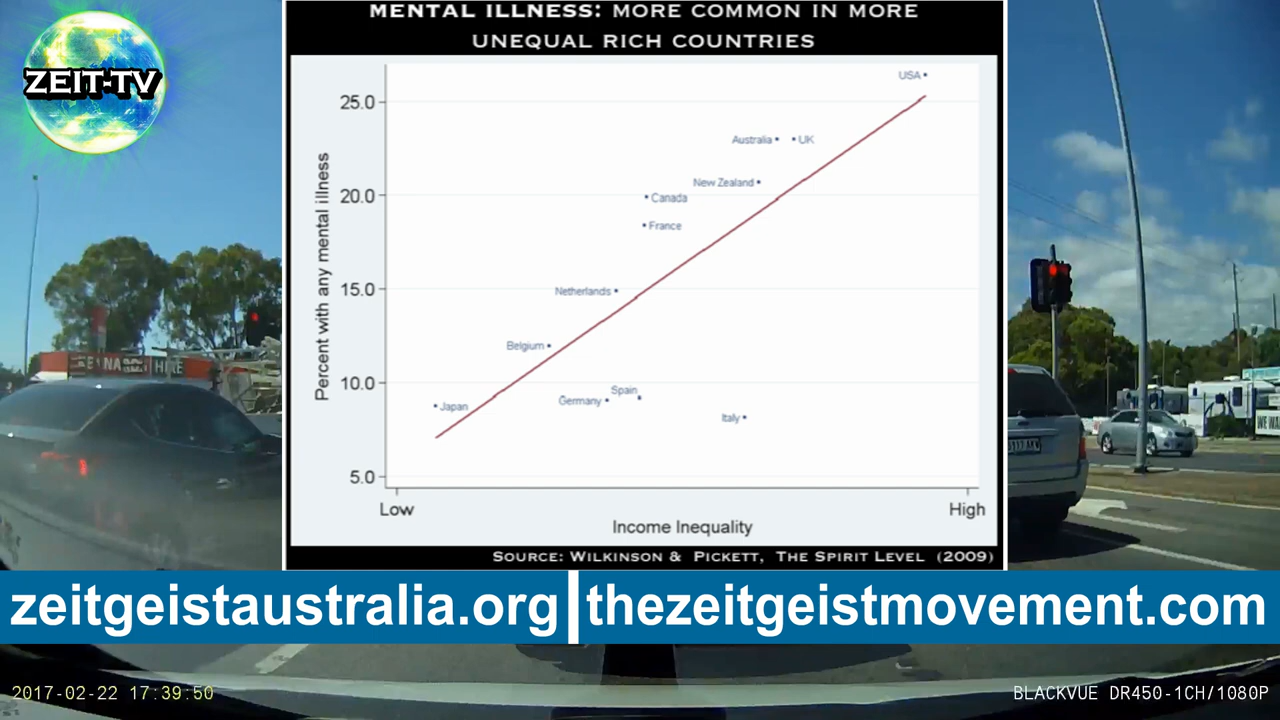 MENTAL ILLNESS: MORE COMMON IN MORE
UNEQUAL RICH COUNTRIES
ZEIT-TV
Percent with any mental illness
25.0
20.0
15.0
10.0
5.0
USA
Australia
UK
New Zealand
Canada
France
Netherlands
Belgium
Spain
Germany
Japan
Italy
Low
High
Income Inequality
SOURCE: WILKINSON & PICKETT, THE SPIRIT LEVEL (2009)
HIRE
zeitgeistaustralia.org
thezeitgeistmovement.com
2017-02-22 17:39:50
BLACKVUE DR450-1CH/1080P